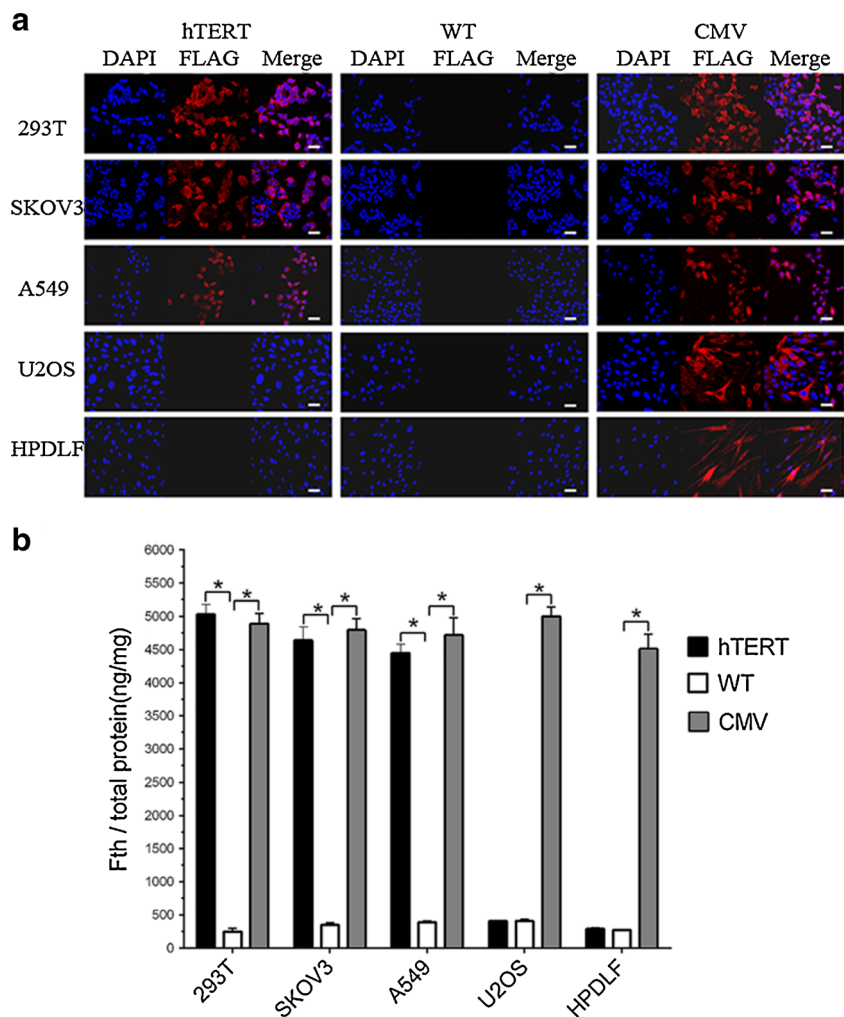 a
hTERT WT CMV
DAPI FLAG Merge DAPI FLAG Merge DAPI FLAG Merge
293T
SKOV3
A549
U2OS
HPDLF
b
Fth / total protein(ng/mg)
6000
5500
5000
4500
4000
3500
3000
2500
2000
1500
1000
500
0
* * * * * * * *
hTERT
WT
CMV
293T SKOV3 A549 U2OS HPDLF